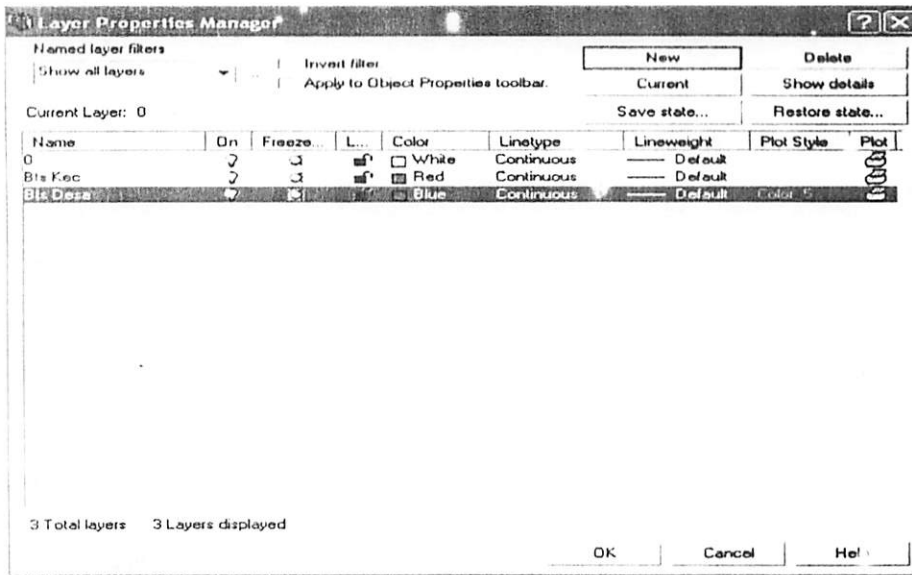 Layer Properties Manager
Named layer filters
Show all layers
Invert filter
Apply to Object Properties toolbar.
New
Delete
Current
Show details
Current Layer: 0
Save state...
Restore state...
Name On Freeze... L... Color Linetype Lineweight Plot Style Plot
0 White Continuous Default
Bts Kec Red Continuous Default
Bts Desa Blue Continuous Default Color_5
3 Total layers 3 Layers displayed
OK Cancel